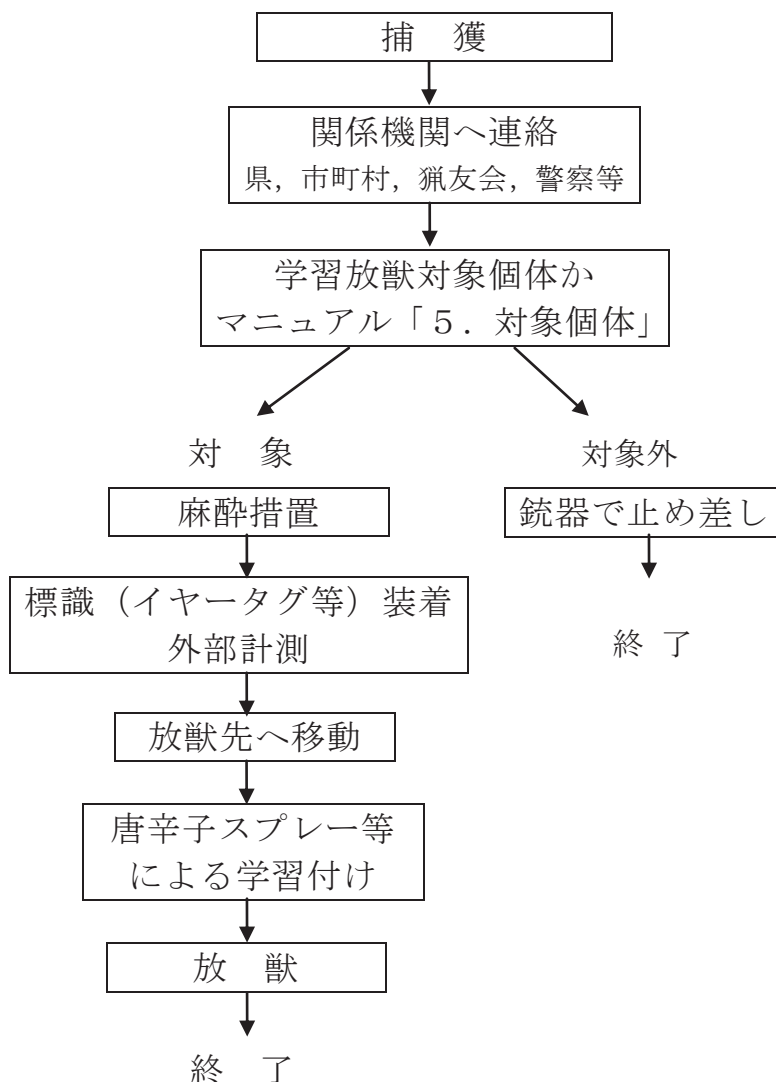 捕　獲
関係機関へ連絡
県，市町村，猟友会，警察等
学習放獣対象個体か
マニュアル「５．対象個体」
対　象
対象外
麻酔措置
銃器で止め差し
標識（イヤータグ等）装着
外部計測
終 了
放獣先へ移動
唐辛子スプレー等
による学習付け
放　獣
終　了